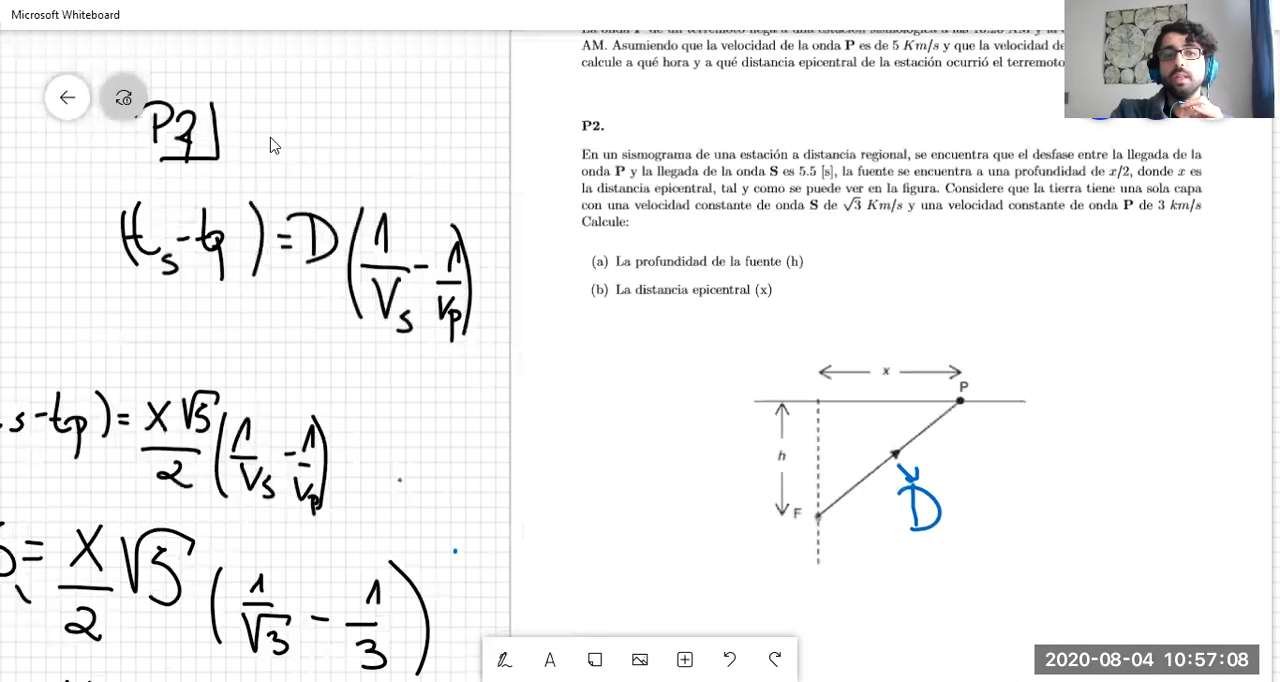 Microsoft Whiteboard
AM. Asumiendo que la velocidad de la onda P es de 5 Km/s y que la velocidad de
calcule a qué hora y a qué distancia epicentral de la estación ocurrió el terremoto
P2.
En un sismograma de una estación a distancia regional, se encuentra que el desfase entre la llegada de la
onda P y la llegada de la onda S es 5.5 [s], la fuente se encuentra a una profundidad de x/2, donde x es
la distancia epicentral, tal y como se puede ver en la figura. Considere que la tierra tiene una sola capa
con una velocidad constante de onda S de √3 Km/s y una velocidad constante de onda P de 3 km/s
Calcule:
(a) La profundidad de la fuente (h)
(b) La distancia epicentral (x)
x
P
h
F
D
P2
(ts-tp) = D(1/Vs - 1/Vp)
s-tp) = x√5/2 (1/Vs - 1/Vp)
= x/2 √5 (1/√3 - 1/3)
2020-08-04 10:57:08